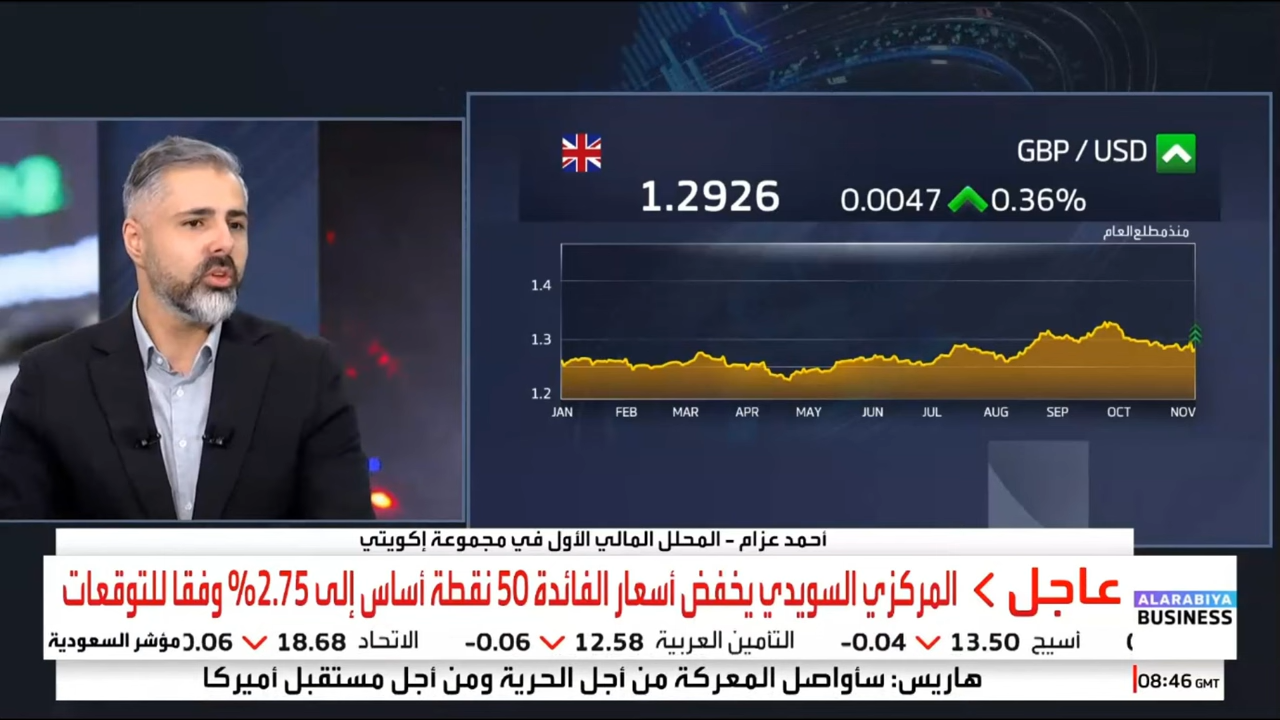 GBP / USD
1.2926 0.0047 0.36%
منذ مطلع العام
1.4
1.3
1.2
JAN FEB MAR APR MAY JUN JUL AUG SEP OCT NOV
أحمد عزام - المحلل المالي الأول في مجموعة إكويتي
عاجل > المركزي السويدي يخفض أسعار الفائدة 50 نقطة أساس إلى 2.75% وفقا للتوقعات
ALARABIYA
BUSINESS
أسيج 13.50 -0.04 التأمين العربية 12.58 -0.06 الاتحاد 18.68 0.06 مؤشر السعودية
هاريس: سأواصل المعركة من أجل الحرية ومن أجل مستقبل أميركا
08:46 GMT